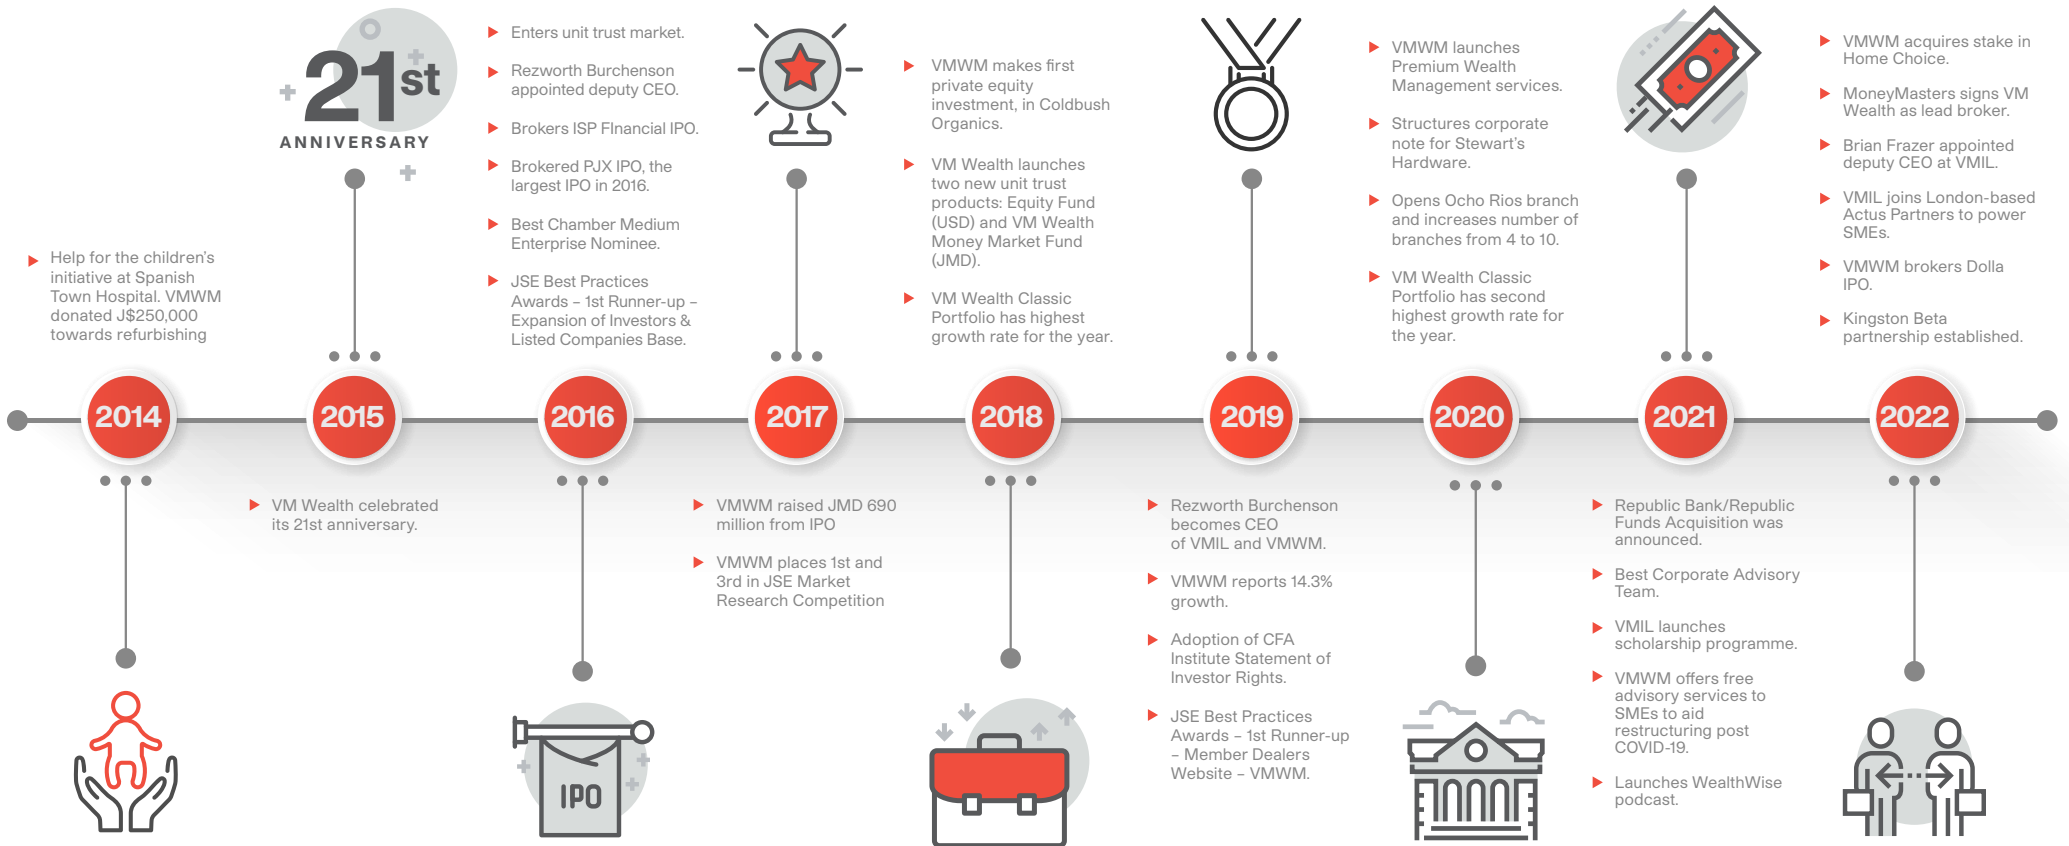 21st
ANNIVERSARY
Help for the children's
initiative at Spanish
Town Hospital. VMWM
donated J$250,000
towards refurbishing
2014
2015
VM Wealth celebrated
its 21st anniversary.
Enters unit trust market.
Rezworth Burchenson
appointed deputy CEO.
Brokers ISP FInancial IPO.
Brokered PJX IPO, the
largest IPO in 2016.
Best Chamber Medium
Enterprise Nominee.
JSE Best Practices
Awards – 1st Runner-up –
Expansion of Investors &
Listed Companies Base.
2016
IPO
2017
VMWM raised JMD 690
million from IPO
VMWM places 1st and
3rd in JSE Market
Research Competition
VMWM makes first
private equity
investment, in Coldbush
Organics.
VM Wealth launches
two new unit trust
products: Equity Fund
(USD) and VM Wealth
Money Market Fund
(JMD).
VM Wealth Classic
Portfolio has highest
growth rate for the year.
2018
2019
Rezworth Burchenson
becomes CEO
of VMIL and VMWM.
VMWM reports 14.3%
growth.
Adoption of CFA
Institute Statement of
Investor Rights.
JSE Best Practices
Awards – 1st Runner-up
– Member Dealers
Website – VMWM.
VMWM launches
Premium Wealth
Management services.
Structures corporate
note for Stewart's
Hardware.
Opens Ocho Rios branch
and increases number of
branches from 4 to 10.
VM Wealth Classic
Portfolio has second
highest growth rate for
the year.
2020
2021
Republic Bank/Republic
Funds Acquisition was
announced.
Best Corporate Advisory
Team.
VMIL launches
scholarship programme.
VMWM offers free
advisory services to
SMEs to aid
restructuring post
COVID-19.
Launches WealthWise
podcast.
VMWM acquires stake in
Home Choice.
MoneyMasters signs VM
Wealth as lead broker.
Brian Frazer appointed
deputy CEO at VMIL.
VMIL joins London-based
Actus Partners to power
SMEs.
VMWM brokers Dolla
IPO.
Kingston Beta
partnership established.
2022